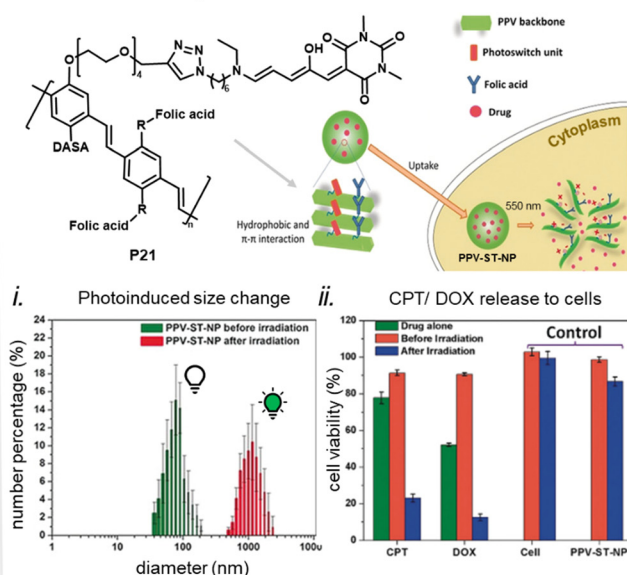 O
O
4
N=N
N
6
N
OH
O
N
O
N
O
DASA
R
Folic acid
R
Folic acid
n
P21
PPV backbone
Photoswitch unit
Folic acid
Drug
Hydrophobic and
π-π interaction
Uptake
Cytoplasm
550 nm
PPV-ST-NP
i.
Photoinduced size change
PPV-ST-NP before irradiation
PPV-ST-NP after irradiation
number percentage (%)
24
22
20
18
16
14
12
10
8
6
4
2
0
1
10
100
1000
diameter (nm)
ii.
CPT/ DOX release to cells
Drug alone
Before Irradiation
After Irradiation
Control
cell viability (%)
120
100
80
60
40
20
0
CPT
DOX
Cell
PPV-ST-NP